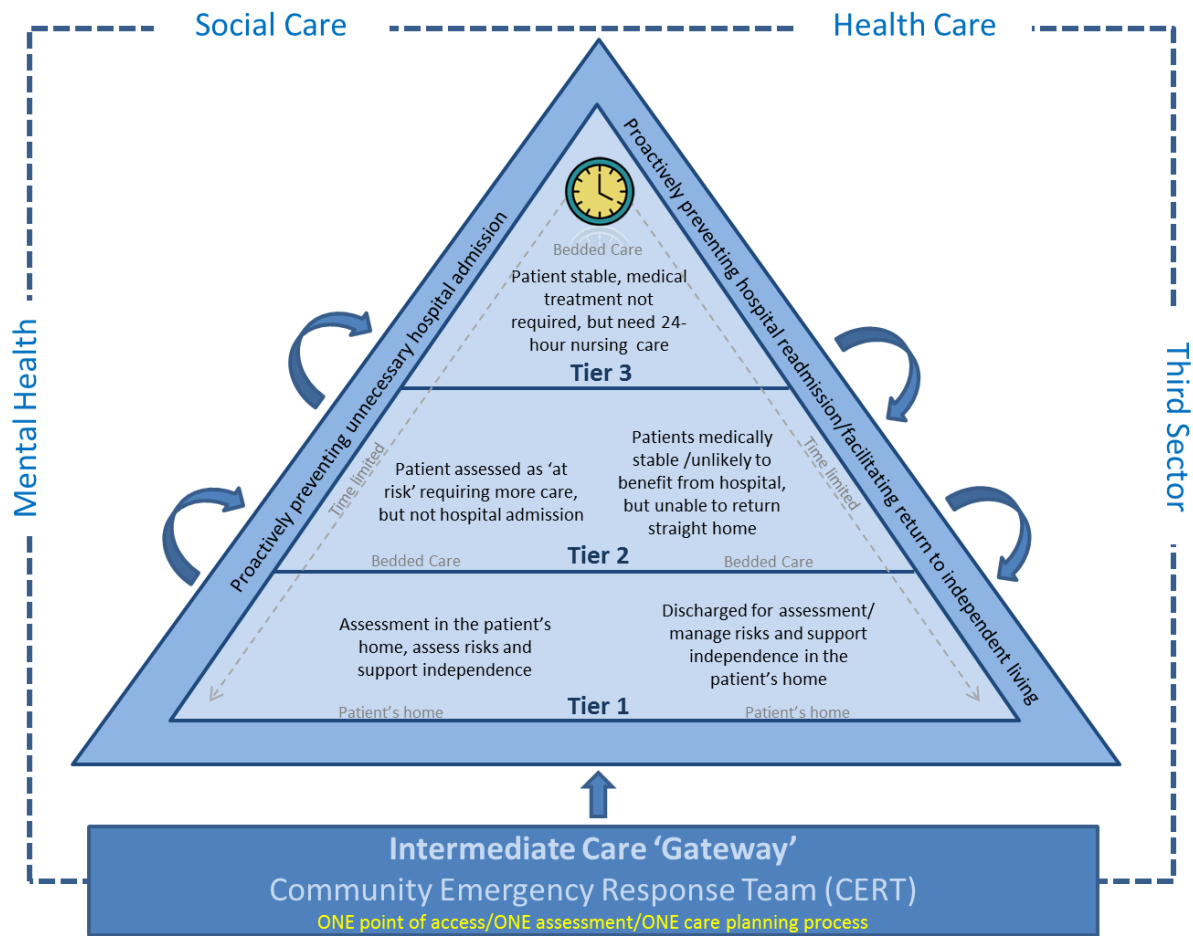 Social Care
Health Care
Mental Health
Third Sector
Proactively preventing unnecessary hospital admission
Proactively preventing hospital readmission/facilitating return to independent living
Bedded Care
Patient stable, medical
treatment not
required, but need 24-
hour nursing care
Tier 3
Time limited
Time limited
Patient assessed as ‘at
risk’ requiring more care,
but not hospital admission
Patients medically
stable /unlikely to
benefit from hospital,
but unable to return
straight home
Bedded Care
Tier 2
Bedded Care
Assessment in the patient’s
home, assess risks and
support independence
Discharged for assessment/
manage risks and support
independence in the
patient’s home
Patient’s home
Tier 1
Patient’s home
Intermediate Care ‘Gateway’
Community Emergency Response Team (CERT)
ONE point of access/ONE assessment/ONE care planning process